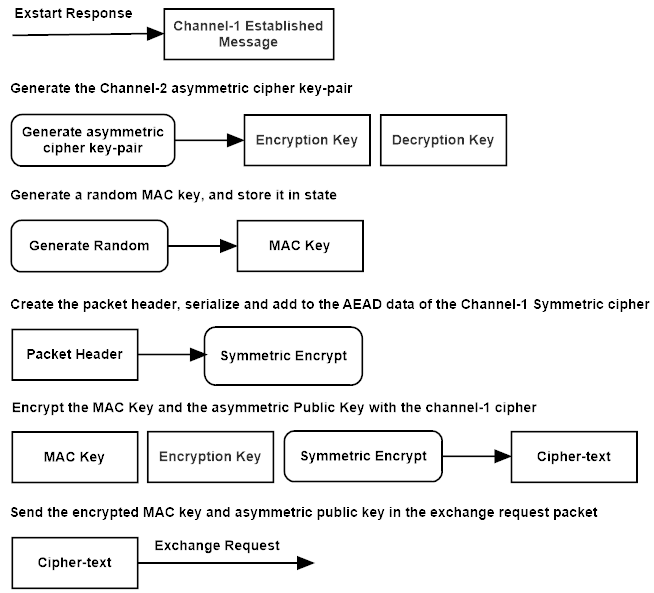 Exstart Response
Channel-1 Established
Message
Generate the Channel-2 asymmetric cipher key-pair
Generate asymmetric
cipher key-pair
Encryption Key
Decryption Key
Generate a random MAC key, and store it in state
Generate Random
MAC Key
Create the packet header, serialize and add to the AEAD data of the Channel-1 Symmetric cipher
Packet Header
Symmetric Encrypt
Encrypt the MAC Key and the asymmetric Public Key with the channel-1 cipher
MAC Key
Encryption Key
Symmetric Encrypt
Cipher-text
Send the encrypted MAC key and asymmetric public key in the exchange request packet
Cipher-text
Exchange Request